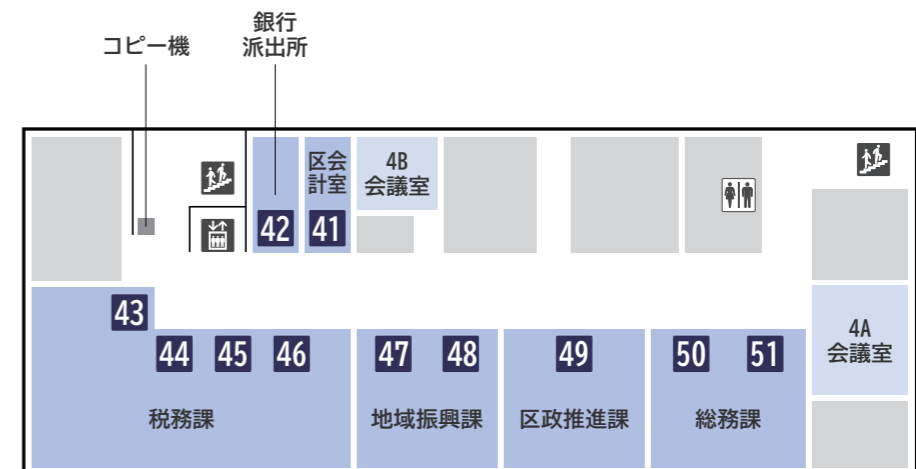 コピー機
銀行
派出所
区会
計室
4B
会議室
42
41
43
44
45
46
47
48
49
50
51
4A
会議室
税務課
地域振興課
区政推進課
総務課